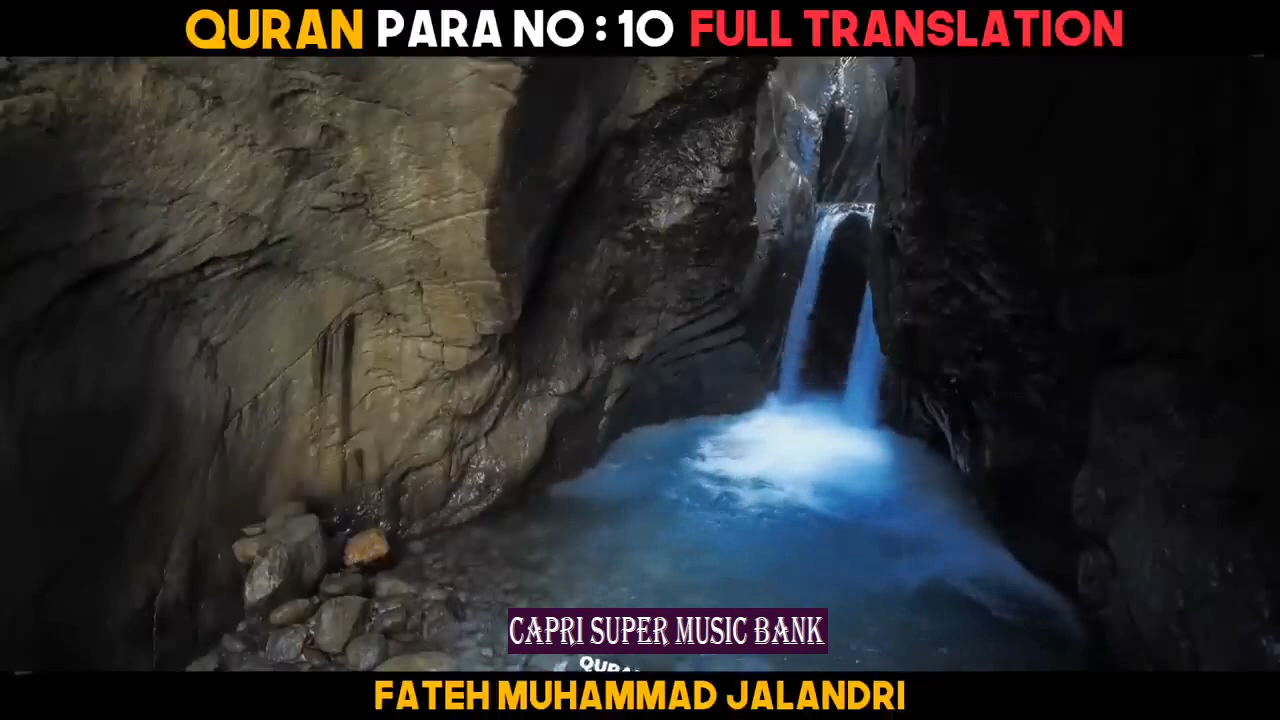 QURAN PARA NO : 10 FULL TRANSLATION
CAPRI SUPER MUSIC BANK
FATEH MUHAMMAD JALANDRI